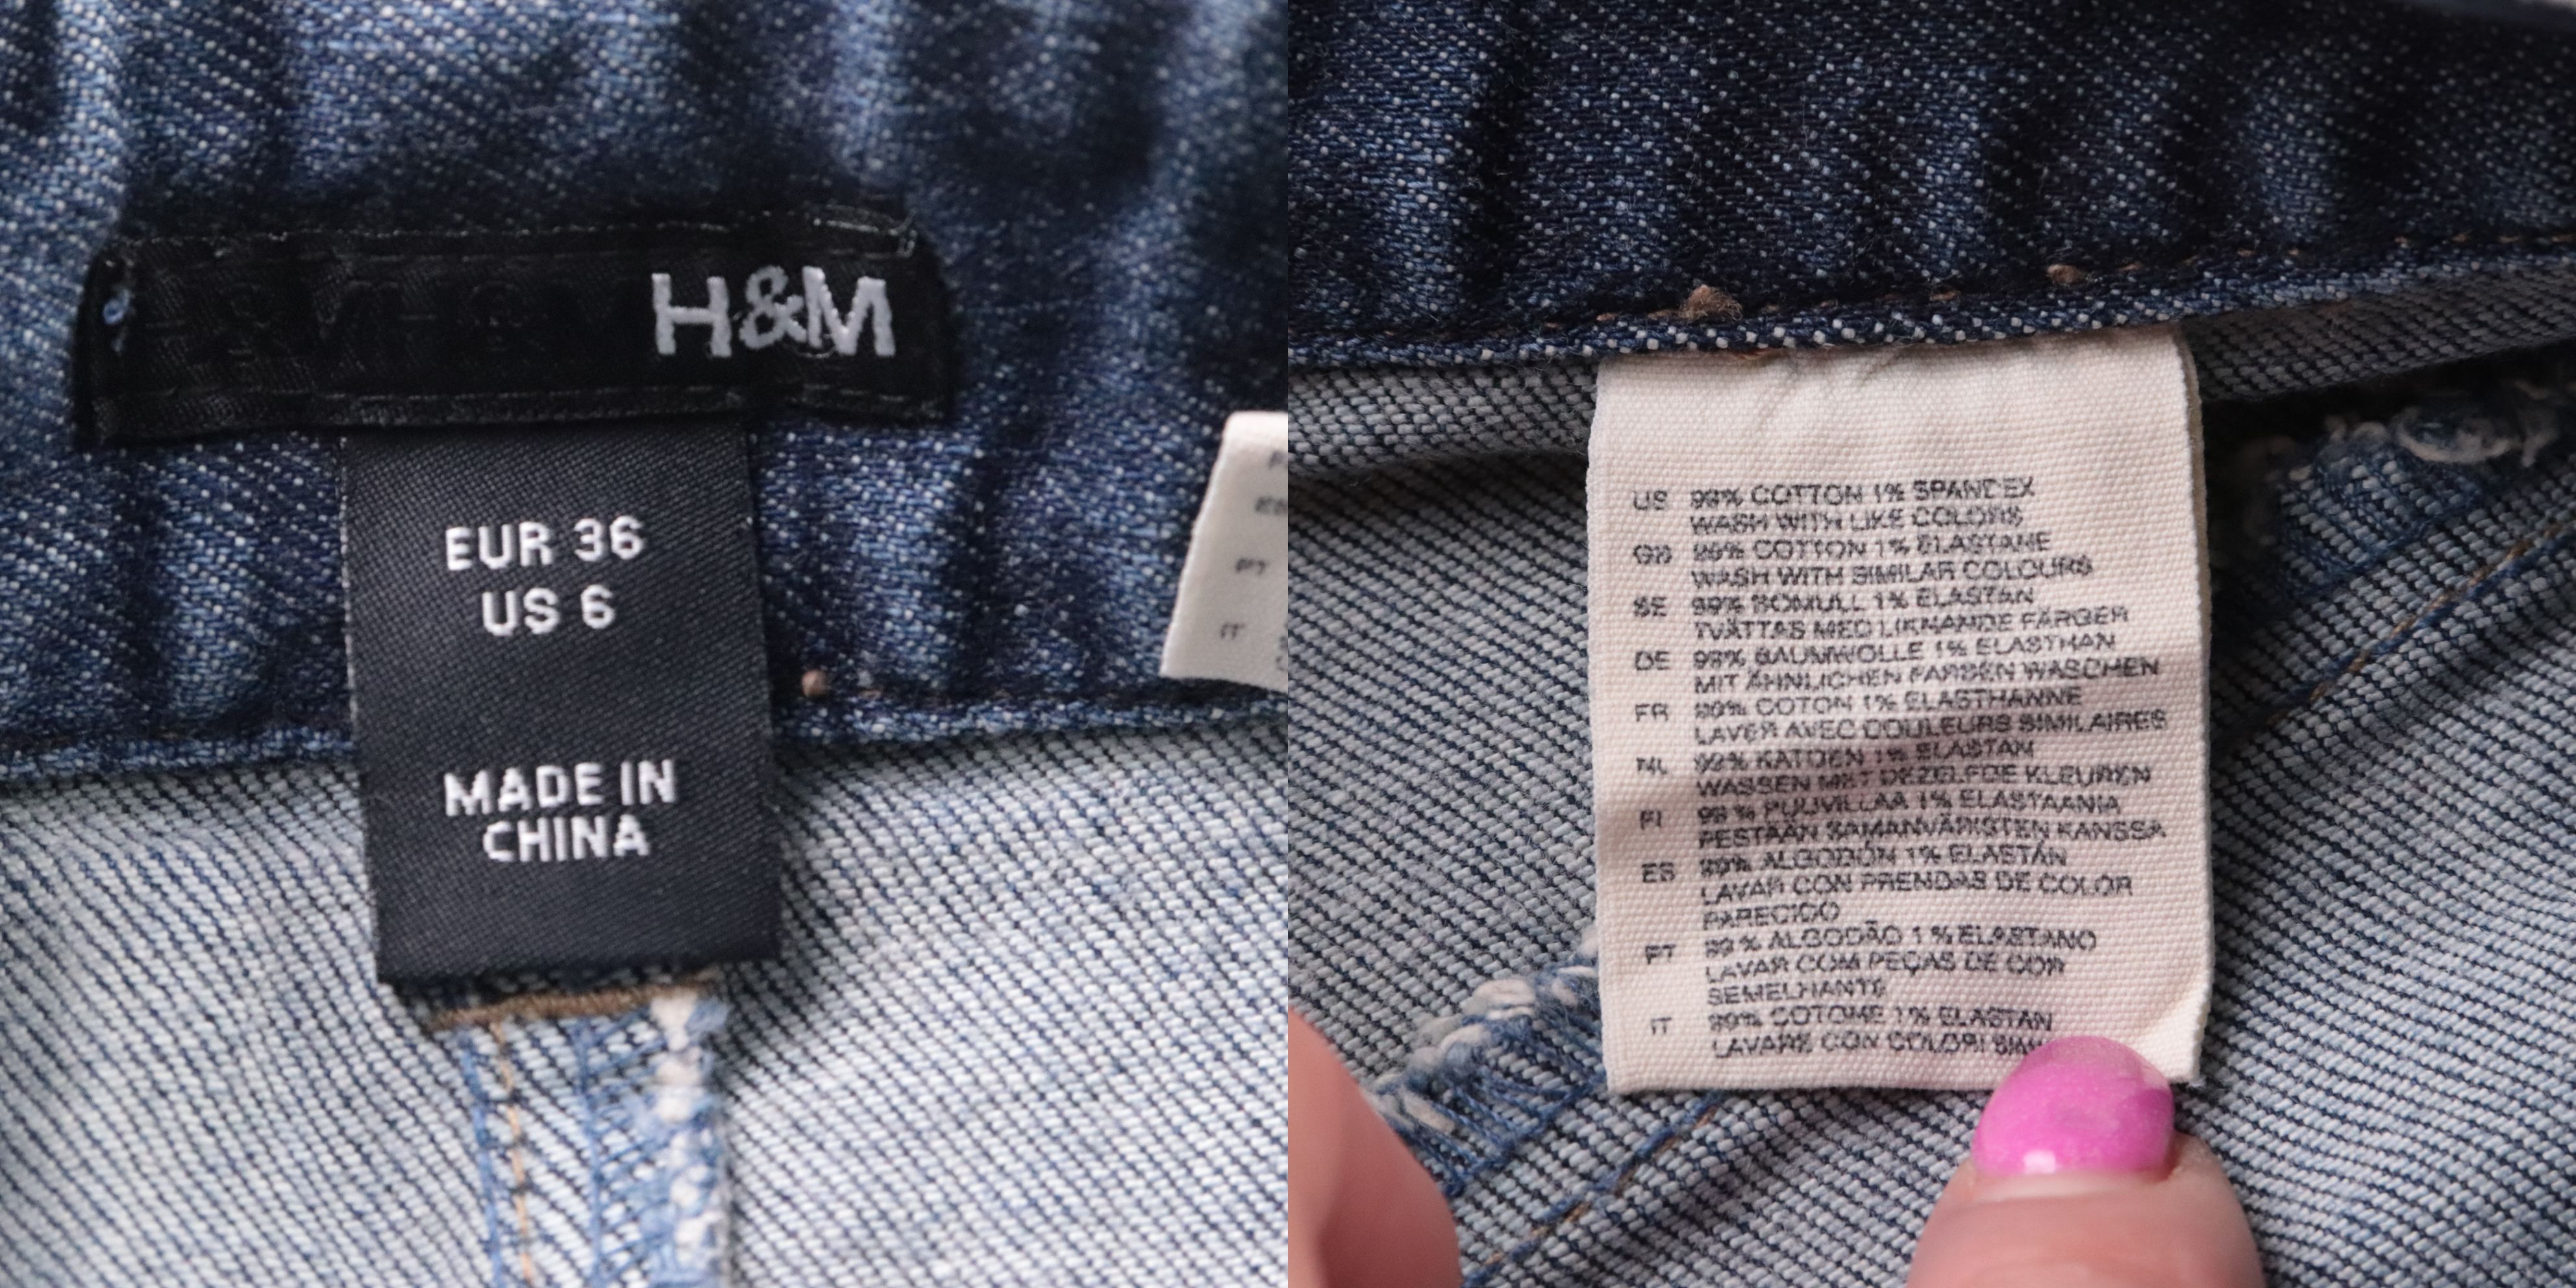 H&M
EUR 36
US 6
MADE IN
CHINA
IT
US 99% COTTON 1% SPANDEX
WASH WITH LIKE COLORS
GB 99% COTTON 1% ELASTANE
WASH WITH SIMILAR COLOURS
SE 99% BOMULL 1% ELASTAN
TVÄTTAS MED LIKNANDE FÄRGER
DE 99% BAUMWOLLE 1% ELASTHAN
MIT ÄHNLICHEN FARBEN WASCHEN
FR 99% COTON 1% ELASTHANNE
LAVER AVEC COULEURS SIMILAIRES
NL 99% KATOEN 1% ELASTAN
WASSEN MET DEZELFDE KLEUREN
FI 99 % PUUVILLAA 1% ELASTAANIA
PESTÄÄN SAMANVÄRISTEN KANSSA
ES 99% ALGODÓN 1% ELASTÁN
LAVAR CON PRENDAS DE COLOR
PARECIDO
PT 99 % ALGODÃO 1 % ELASTANO
LAVAR COM PEÇAS DE COR
SEMELHANTE
IT 99% COTONE 1% ELASTAN
LAVARE CON COLORI